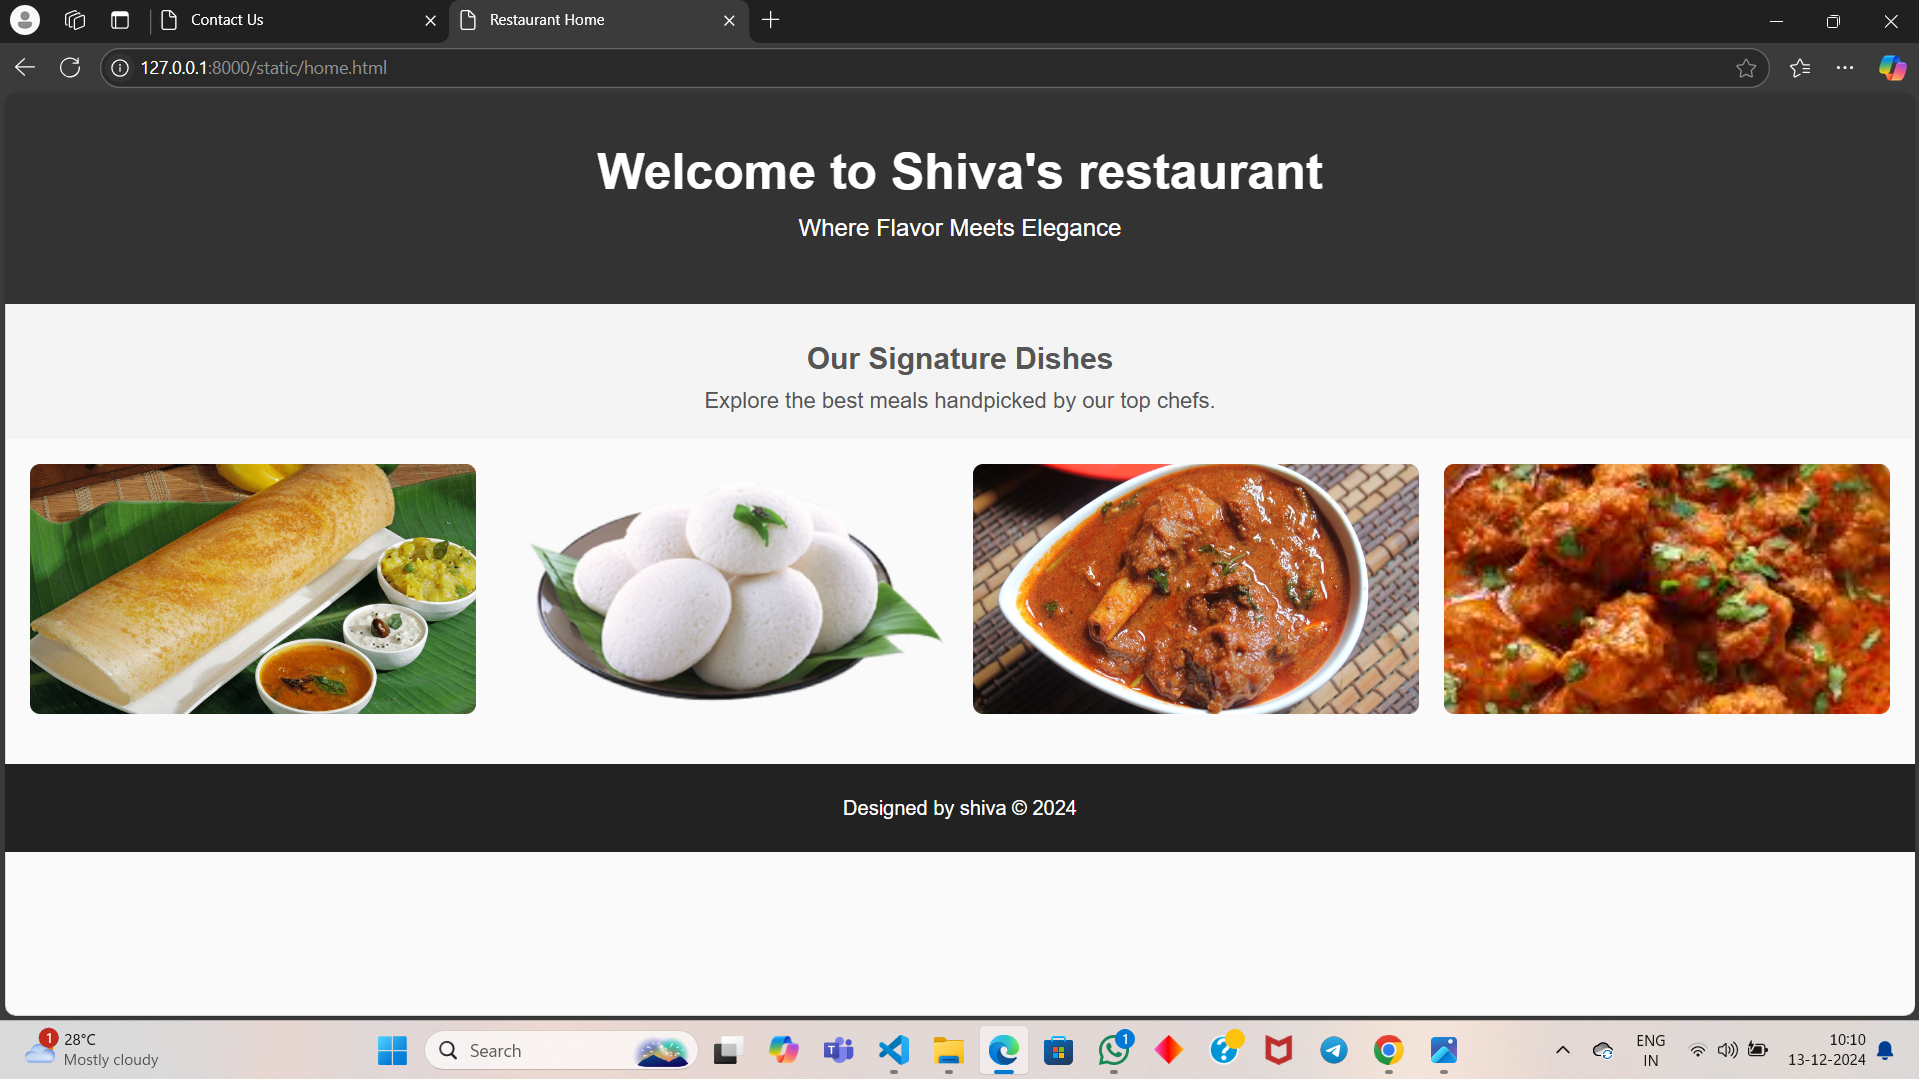 Contact Us
Restaurant Home
127.0.0.1:8000/static/home.html
Welcome to Shiva's restaurant
Where Flavor Meets Elegance
Our Signature Dishes
Explore the best meals handpicked by our top chefs.
Designed by shiva © 2024
1
28°C
Mostly cloudy
Search
1
ENG
IN
10:10
13-12-2024